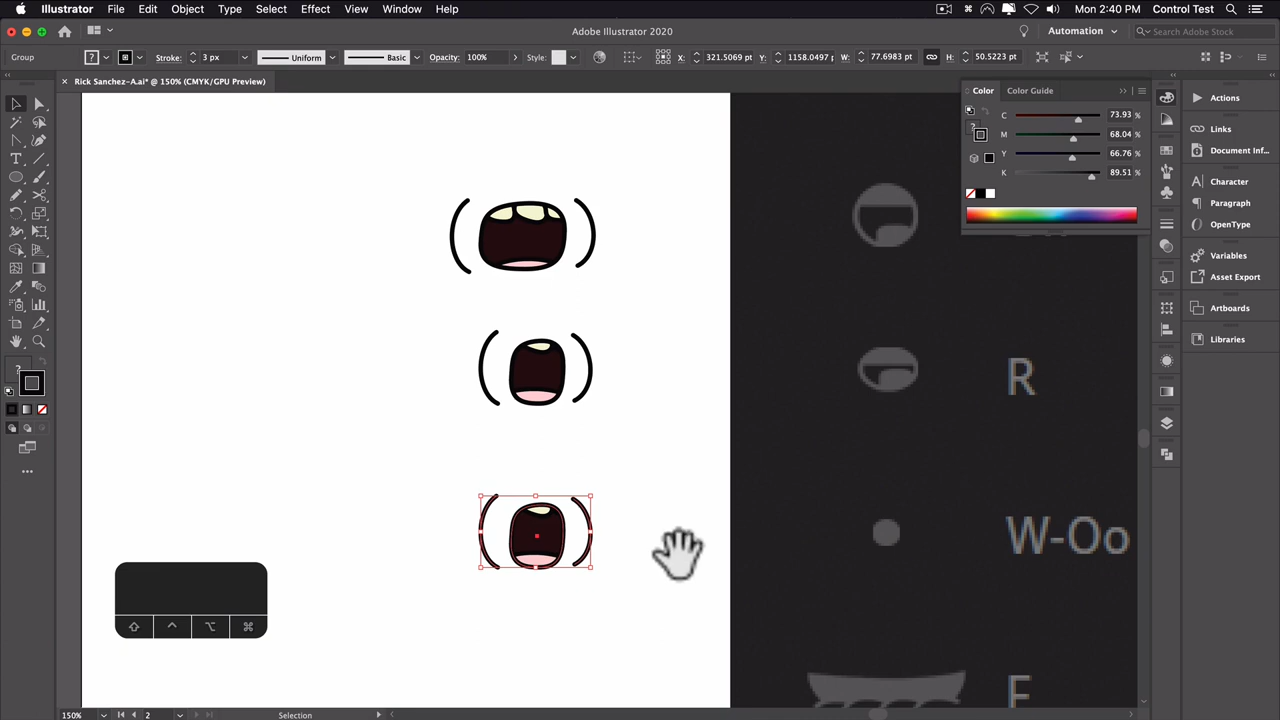 Illustrator File Edit Object Type Select Effect View Window Help Mon 2:40 PM Control Test
Adobe Illustrator 2020 Automation Search Adobe Stock
Group ? Stroke: 3 px Uniform Basic Opacity: 100% Style: X: 321.5069 pt Y: 1158.0497 pt W: 77.6983 pt H: 50.5223 pt
Rick Sanchez-A.ai* @ 150% (CMYK/GPU Preview)
Color Color Guide
C 73.93 %
M 68.04 %
Y 66.76 %
K 89.51 %
Actions
Links
Document Inf...
Character
Paragraph
OpenType
Variables
Asset Export
Artboards
Libraries
?
R
W-Oo
F
150% 2 Selection